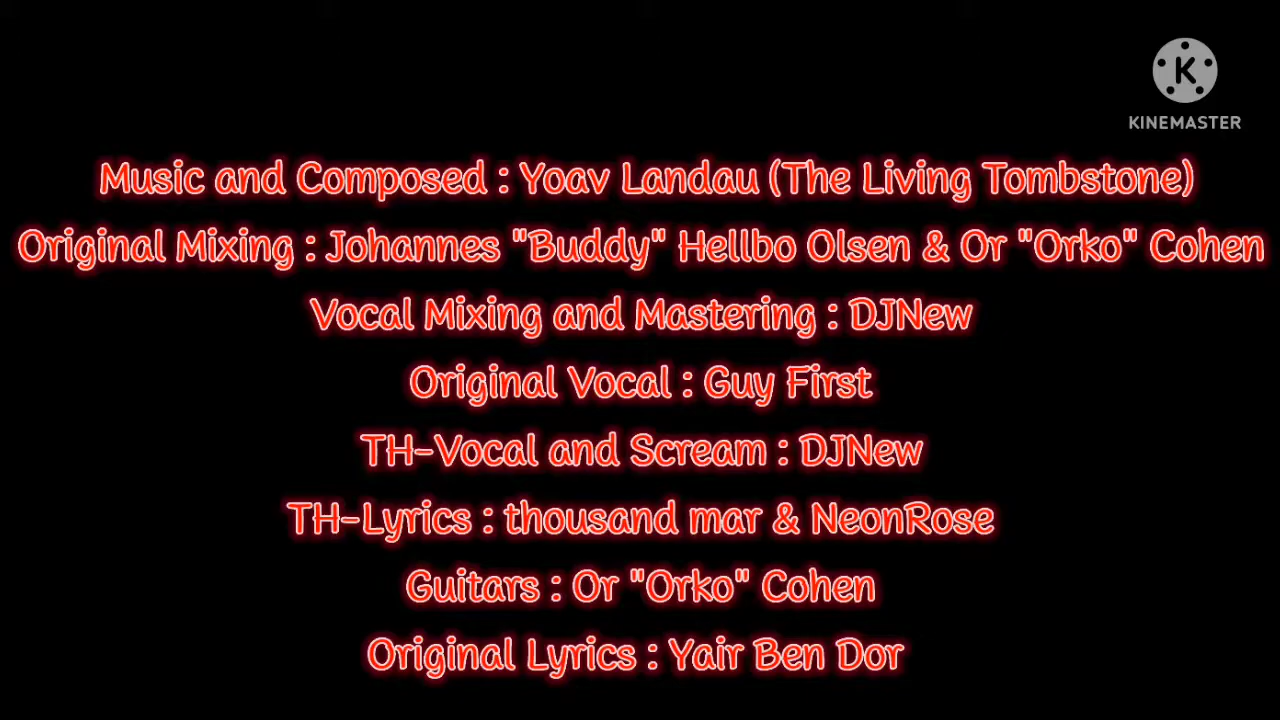 K
KINEMASTER
Music and Composed : Yoav Landau (The Living Tombstone)
Original Mixing : Johannes "Buddy" Hellbo Olsen & Or "Orko" Cohen
Vocal Mixing and Mastering : DJNew
Original Vocal : Guy First
TH-Vocal and Scream : DJNew
TH-Lyrics : thousand mar & NeonRose
Guitars : Or "Orko" Cohen
Original Lyrics : Yair Ben Dor